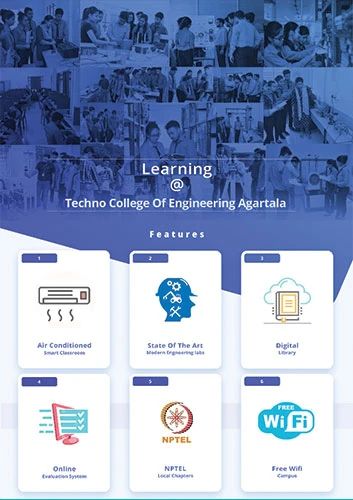 Learning
@
Techno College Of Engineering Agartala
Features
1
Air Conditioned
Smart Classroom
2
State Of The Art
Modern Engineering labs
3
Digital
Library
4
Online
Evaluation System
5
NPTEL
NPTEL
Local Chapters
6
FREE
WiFi
Free Wifi
Campus